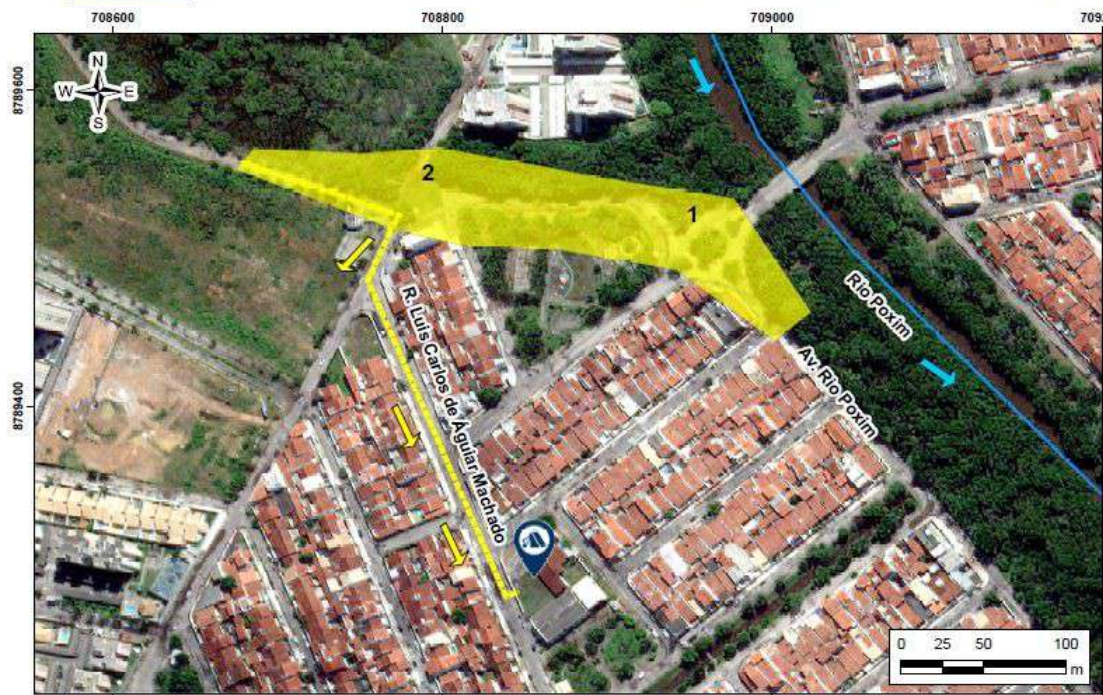 708600
708800
709000
709
8789600
N
W
E
S
2
1
Rio Poxim
R. Luis Carlos de Aguiar Machado
Av. Rio Poxim
8789400
0 25 50 100
m